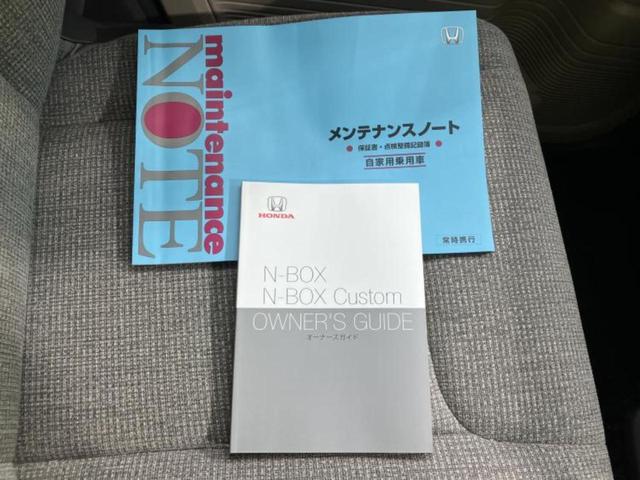 maintenance
NOTE
メンテナンスノート
保証書・点検整備記録簿
自家用乗用車
常時携行
HONDA
N-BOX
N-BOX Custom
OWNER'S GUIDE
オーナーズガイド